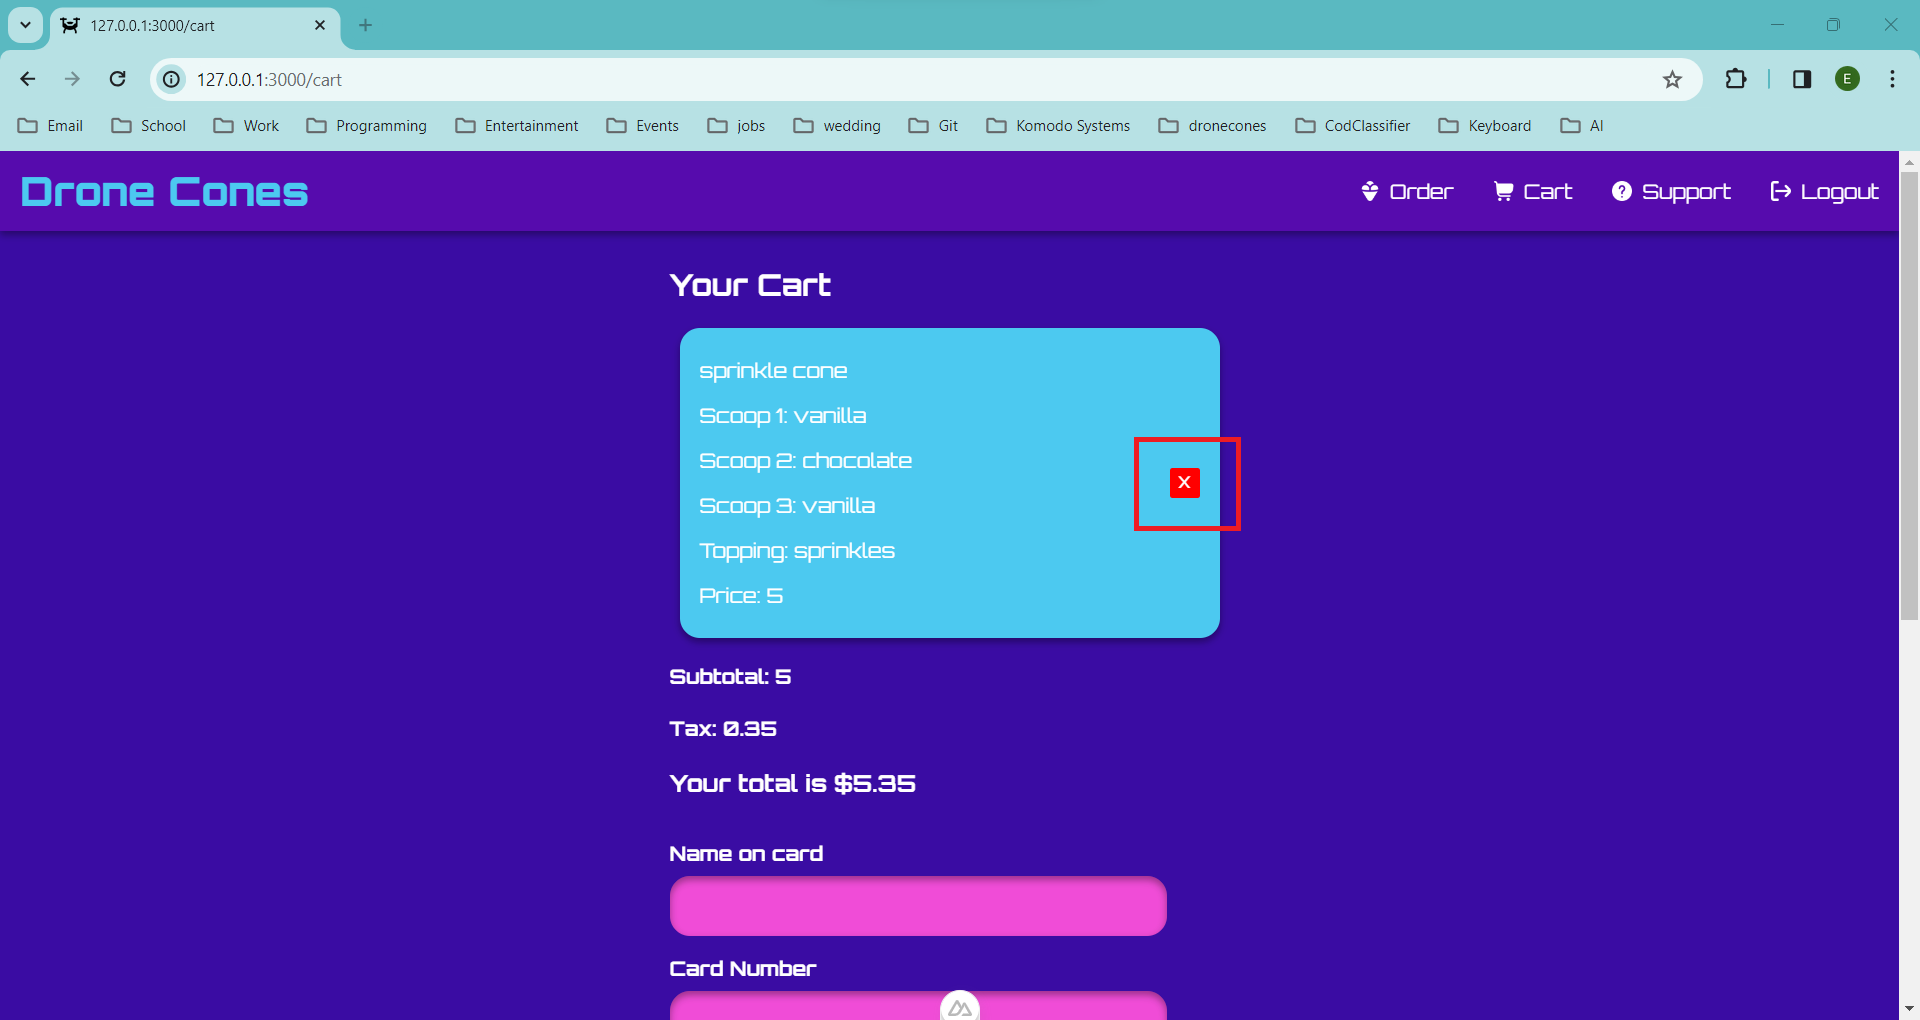 127.0.0.1:3000/cart
127.0.0.1:3000/cart
E
Email School Work Programming Entertainment Events jobs wedding Git Komodo Systems dronecones CodClassifier Keyboard AI
Drone Cones
Order Cart ? Support Logout
Your Cart
sprinkle cone
Scoop 1: vanilla
Scoop 2: chocolate
X
Scoop 3: vanilla
Topping: sprinkles
Price: 5
Subtotal: 5
Tax: 0.35
Your total is $5.35
Name on card
Card Number